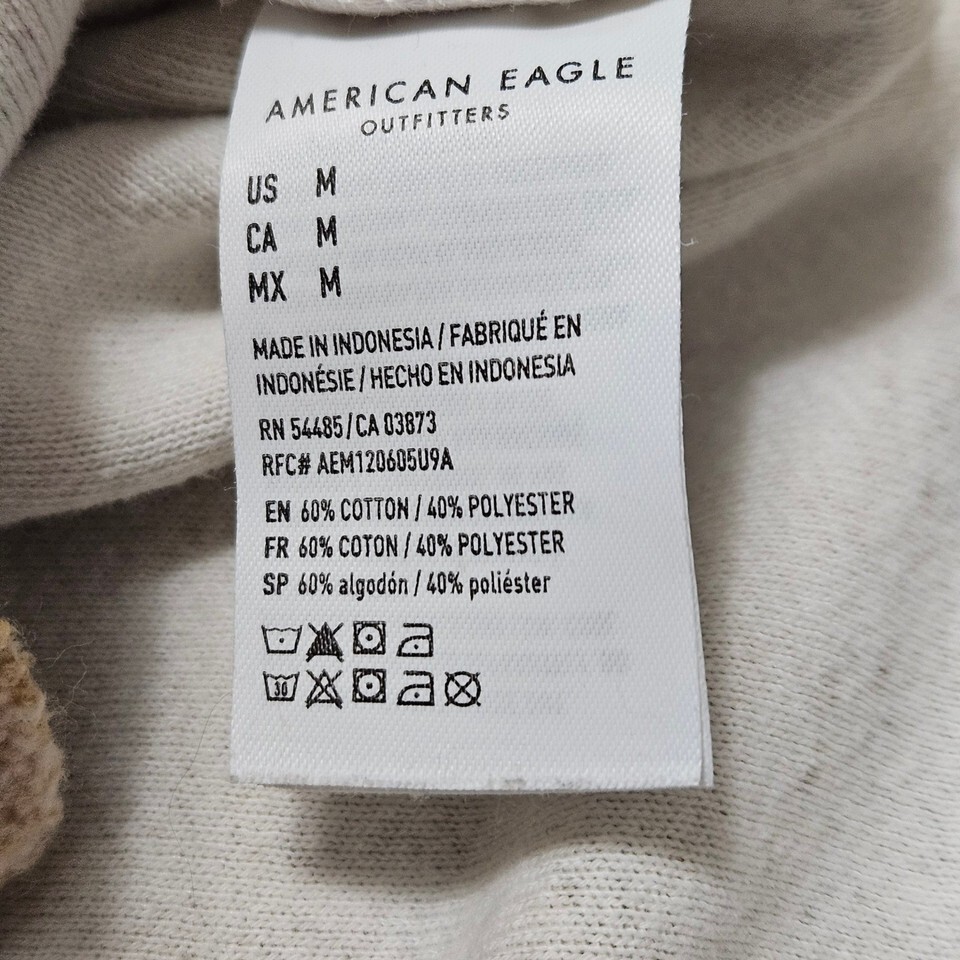 AMERICAN EAGLE
OUTFITTERS
US M
CA M
MX M
MADE IN INDONESIA / FABRIQUÉ EN
INDONÉSIE / HECHO EN INDONESIA
RN 54485 / CA 03873
RFC# AEM120605U9A
EN 60% COTTON / 40% POLYESTER
FR 60% COTON / 40% POLYESTER
SP 60% algodón / 40% poliéster
30